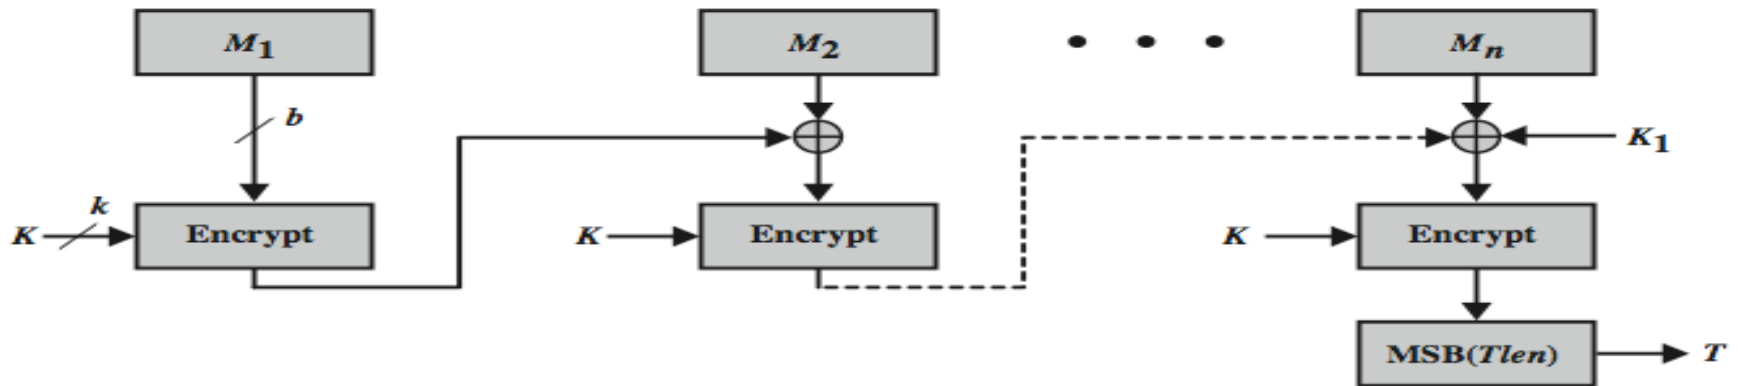 M1 M2 • • • Mn
b
K1
k
K Encrypt K Encrypt K Encrypt
MSB(Tlen) T